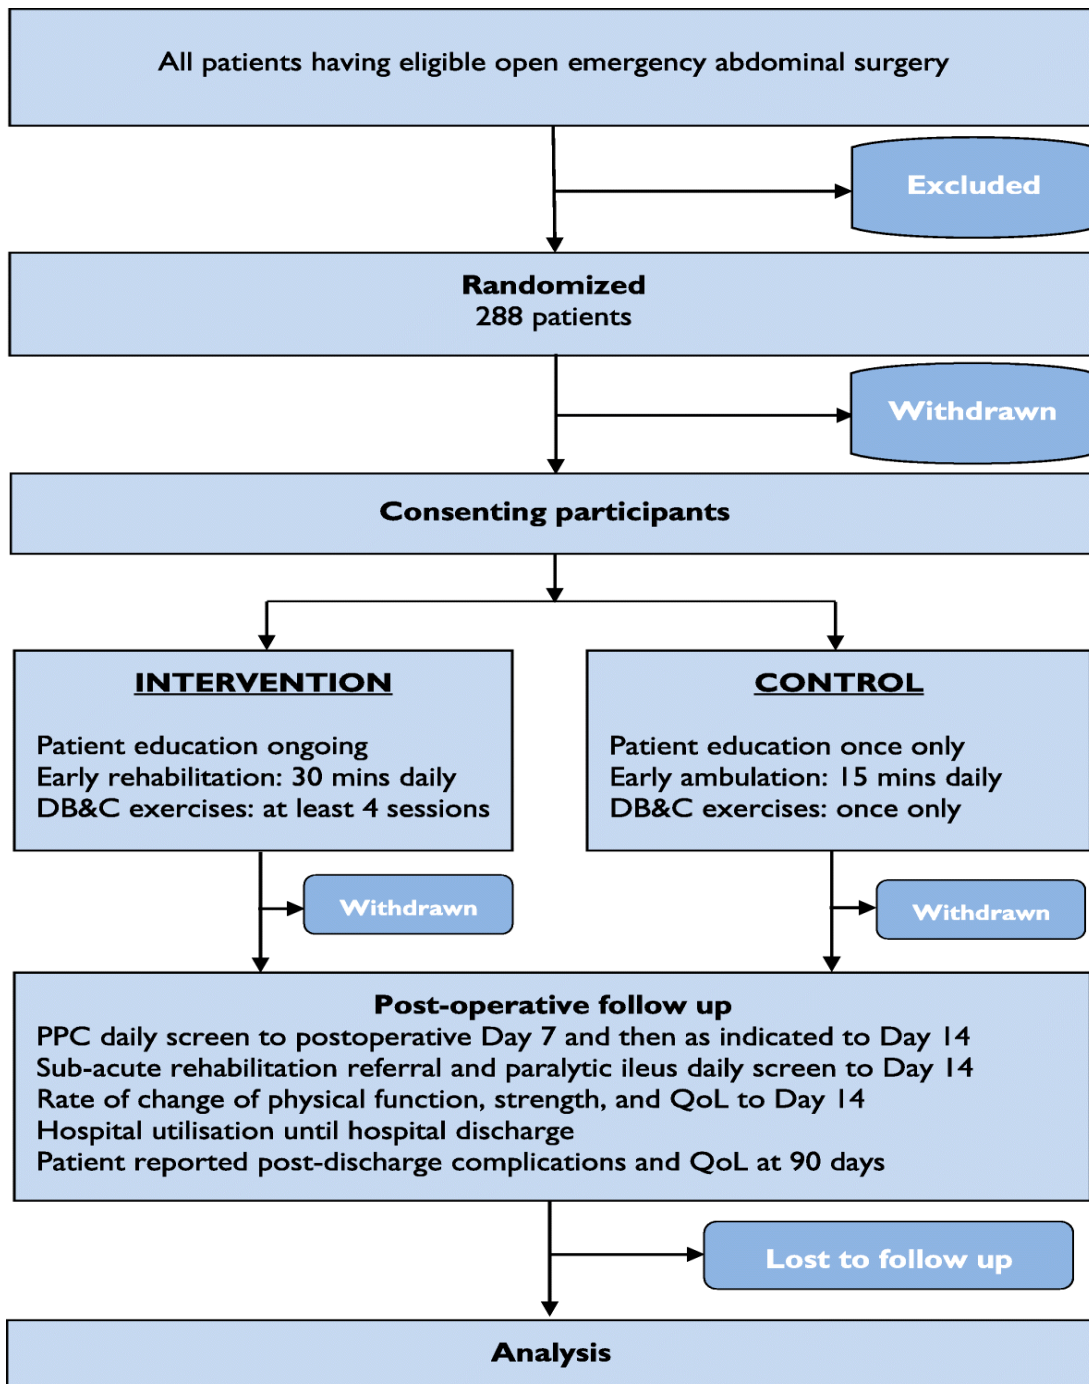 All patients having eligible open emergency abdominal surgery
Excluded
Randomized
288 patients
Withdrawn
Consenting participants
INTERVENTION
Patient education ongoing
Early rehabilitation: 30 mins daily
DB&C exercises: at least 4 sessions
CONTROL
Patient education once only
Early ambulation: 15 mins daily
DB&C exercises: once only
Withdrawn
Withdrawn
Post-operative follow up
PPC daily screen to postoperative Day 7 and then as indicated to Day 14
Sub-acute rehabilitation referral and paralytic ileus daily screen to Day 14
Rate of change of physical function, strength, and QoL to Day 14
Hospital utilisation until hospital discharge
Patient reported post-discharge complications and QoL at 90 days
Lost to follow up
Analysis